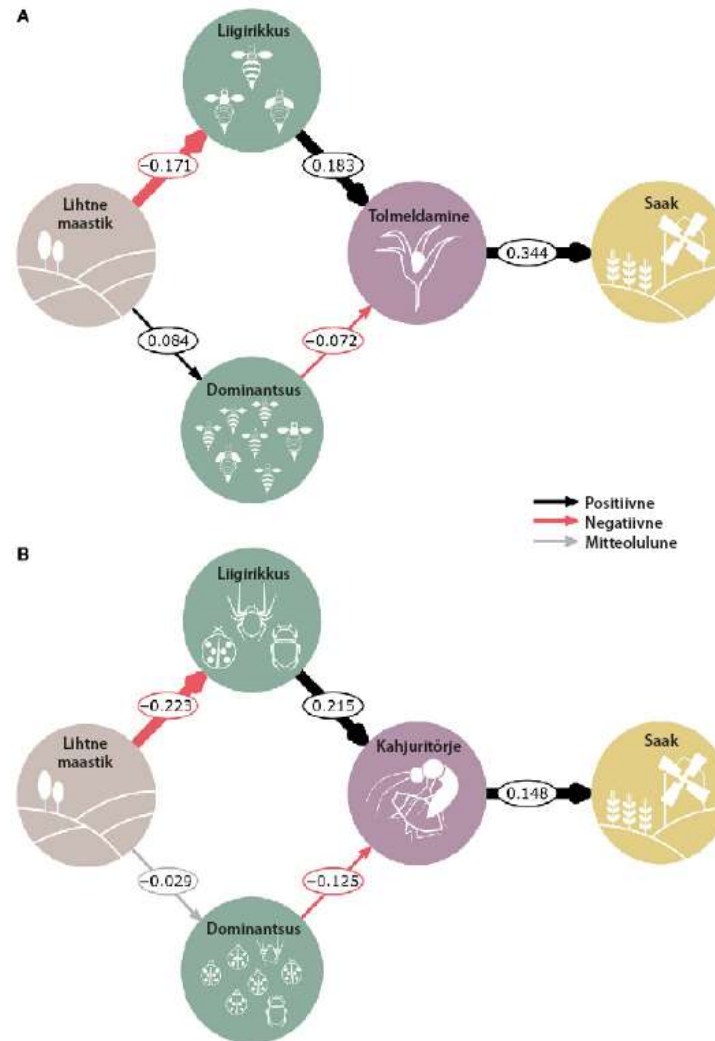 A
Liigirikkus
−0.171
0.183
Lihtne
maastik
Tolmeldamine
0.344
Saak
0.084
−0.072
Dominantsus
Positiivne
Negatiivne
Mitteolulune
B
Liigirikkus
−0.223
0.215
Lihtne
maastik
Kahjuritörje
0.148
Saak
−0.029
−0.125
Dominantsus